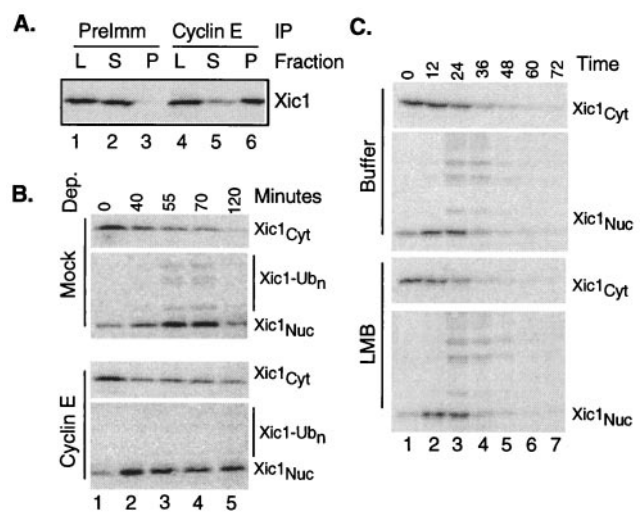 A.
PreImm Cyclin E IP
L S P L S P Fraction
Xic1
1 2 3 4 5 6
B.
Dep.
0 40 55 70 120 Minutes
Mock
Xic1Cyt
Xic1-Ubn
Xic1Nuc
Cyclin E
Xic1Cyt
Xic1-Ubn
Xic1Nuc
1 2 3 4 5
C.
0 12 24 36 48 60 72 Time
Buffer
Xic1Cyt
Xic1Nuc
LMB
Xic1Cyt
Xic1Nuc
1 2 3 4 5 6 7